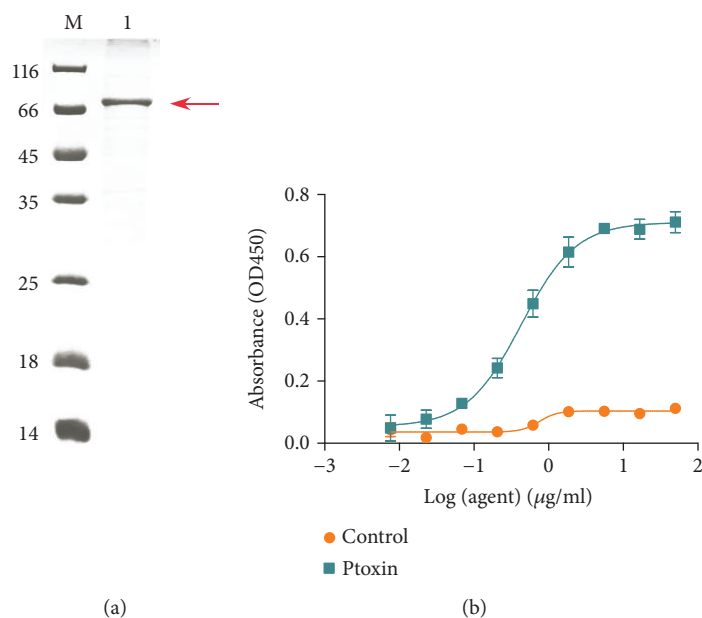 M 1
116
66
45
35
25
18
14
(a)
Absorbance (OD450)
0.8
0.6
0.4
0.2
0.0
−3 −2 −1 0 1 2
Log (agent) (μg/ml)
Control
Ptoxin
(b)